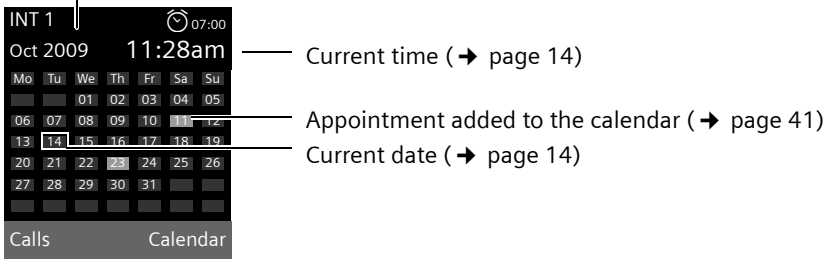 INT 1 07:00
Oct 2009 11:28am
Mo Tu We Th Fr Sa Su
01 02 03 04 05
06 07 08 09 10 11 12
13 14 15 16 17 18 19
20 21 22 23 24 25 26
27 28 29 30 31
Calls Calendar
Current time (➔ page 14)
Appointment added to the calendar (➔ page 41)
Current date (➔ page 14)